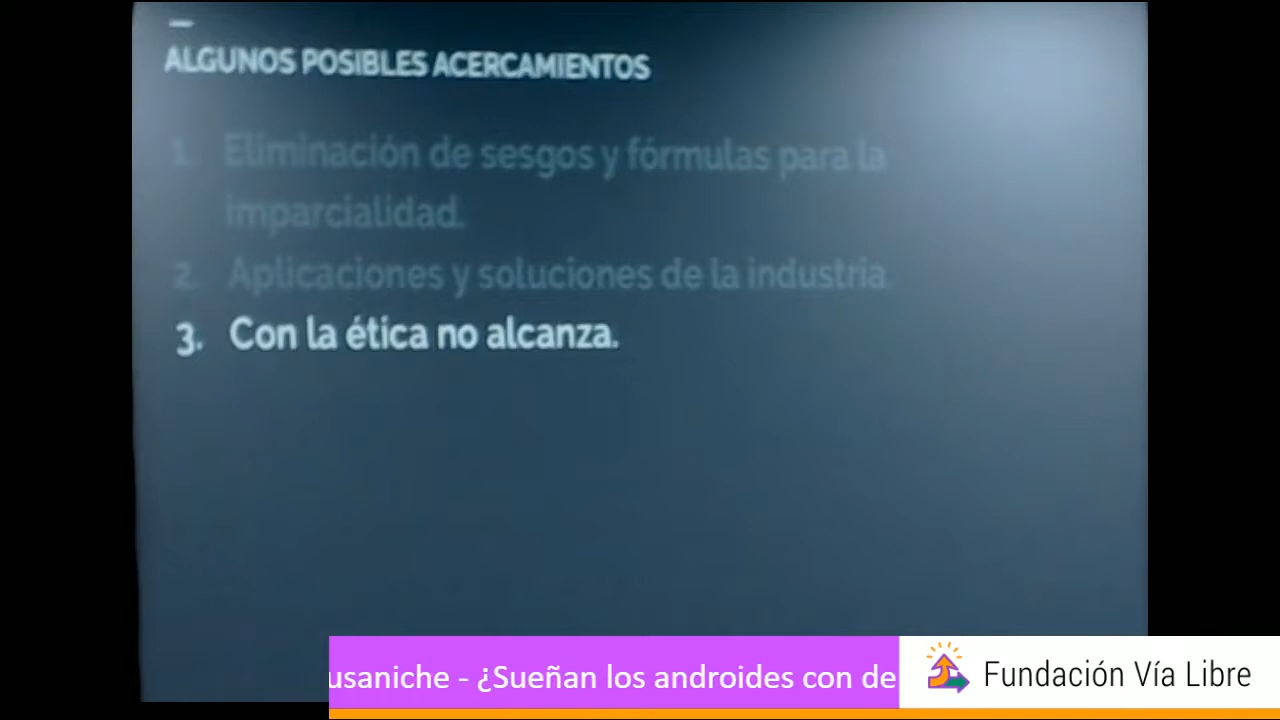 ALGUNOS POSIBLES ACERCAMIENTOS
1. Eliminación de sesgos y fórmulas para la
imparcialidad.
2. Aplicaciones y soluciones de la industria.
3. Con la ética no alcanza.
usaniche - ¿Sueñan los androides con de
Fundación Vía Libre